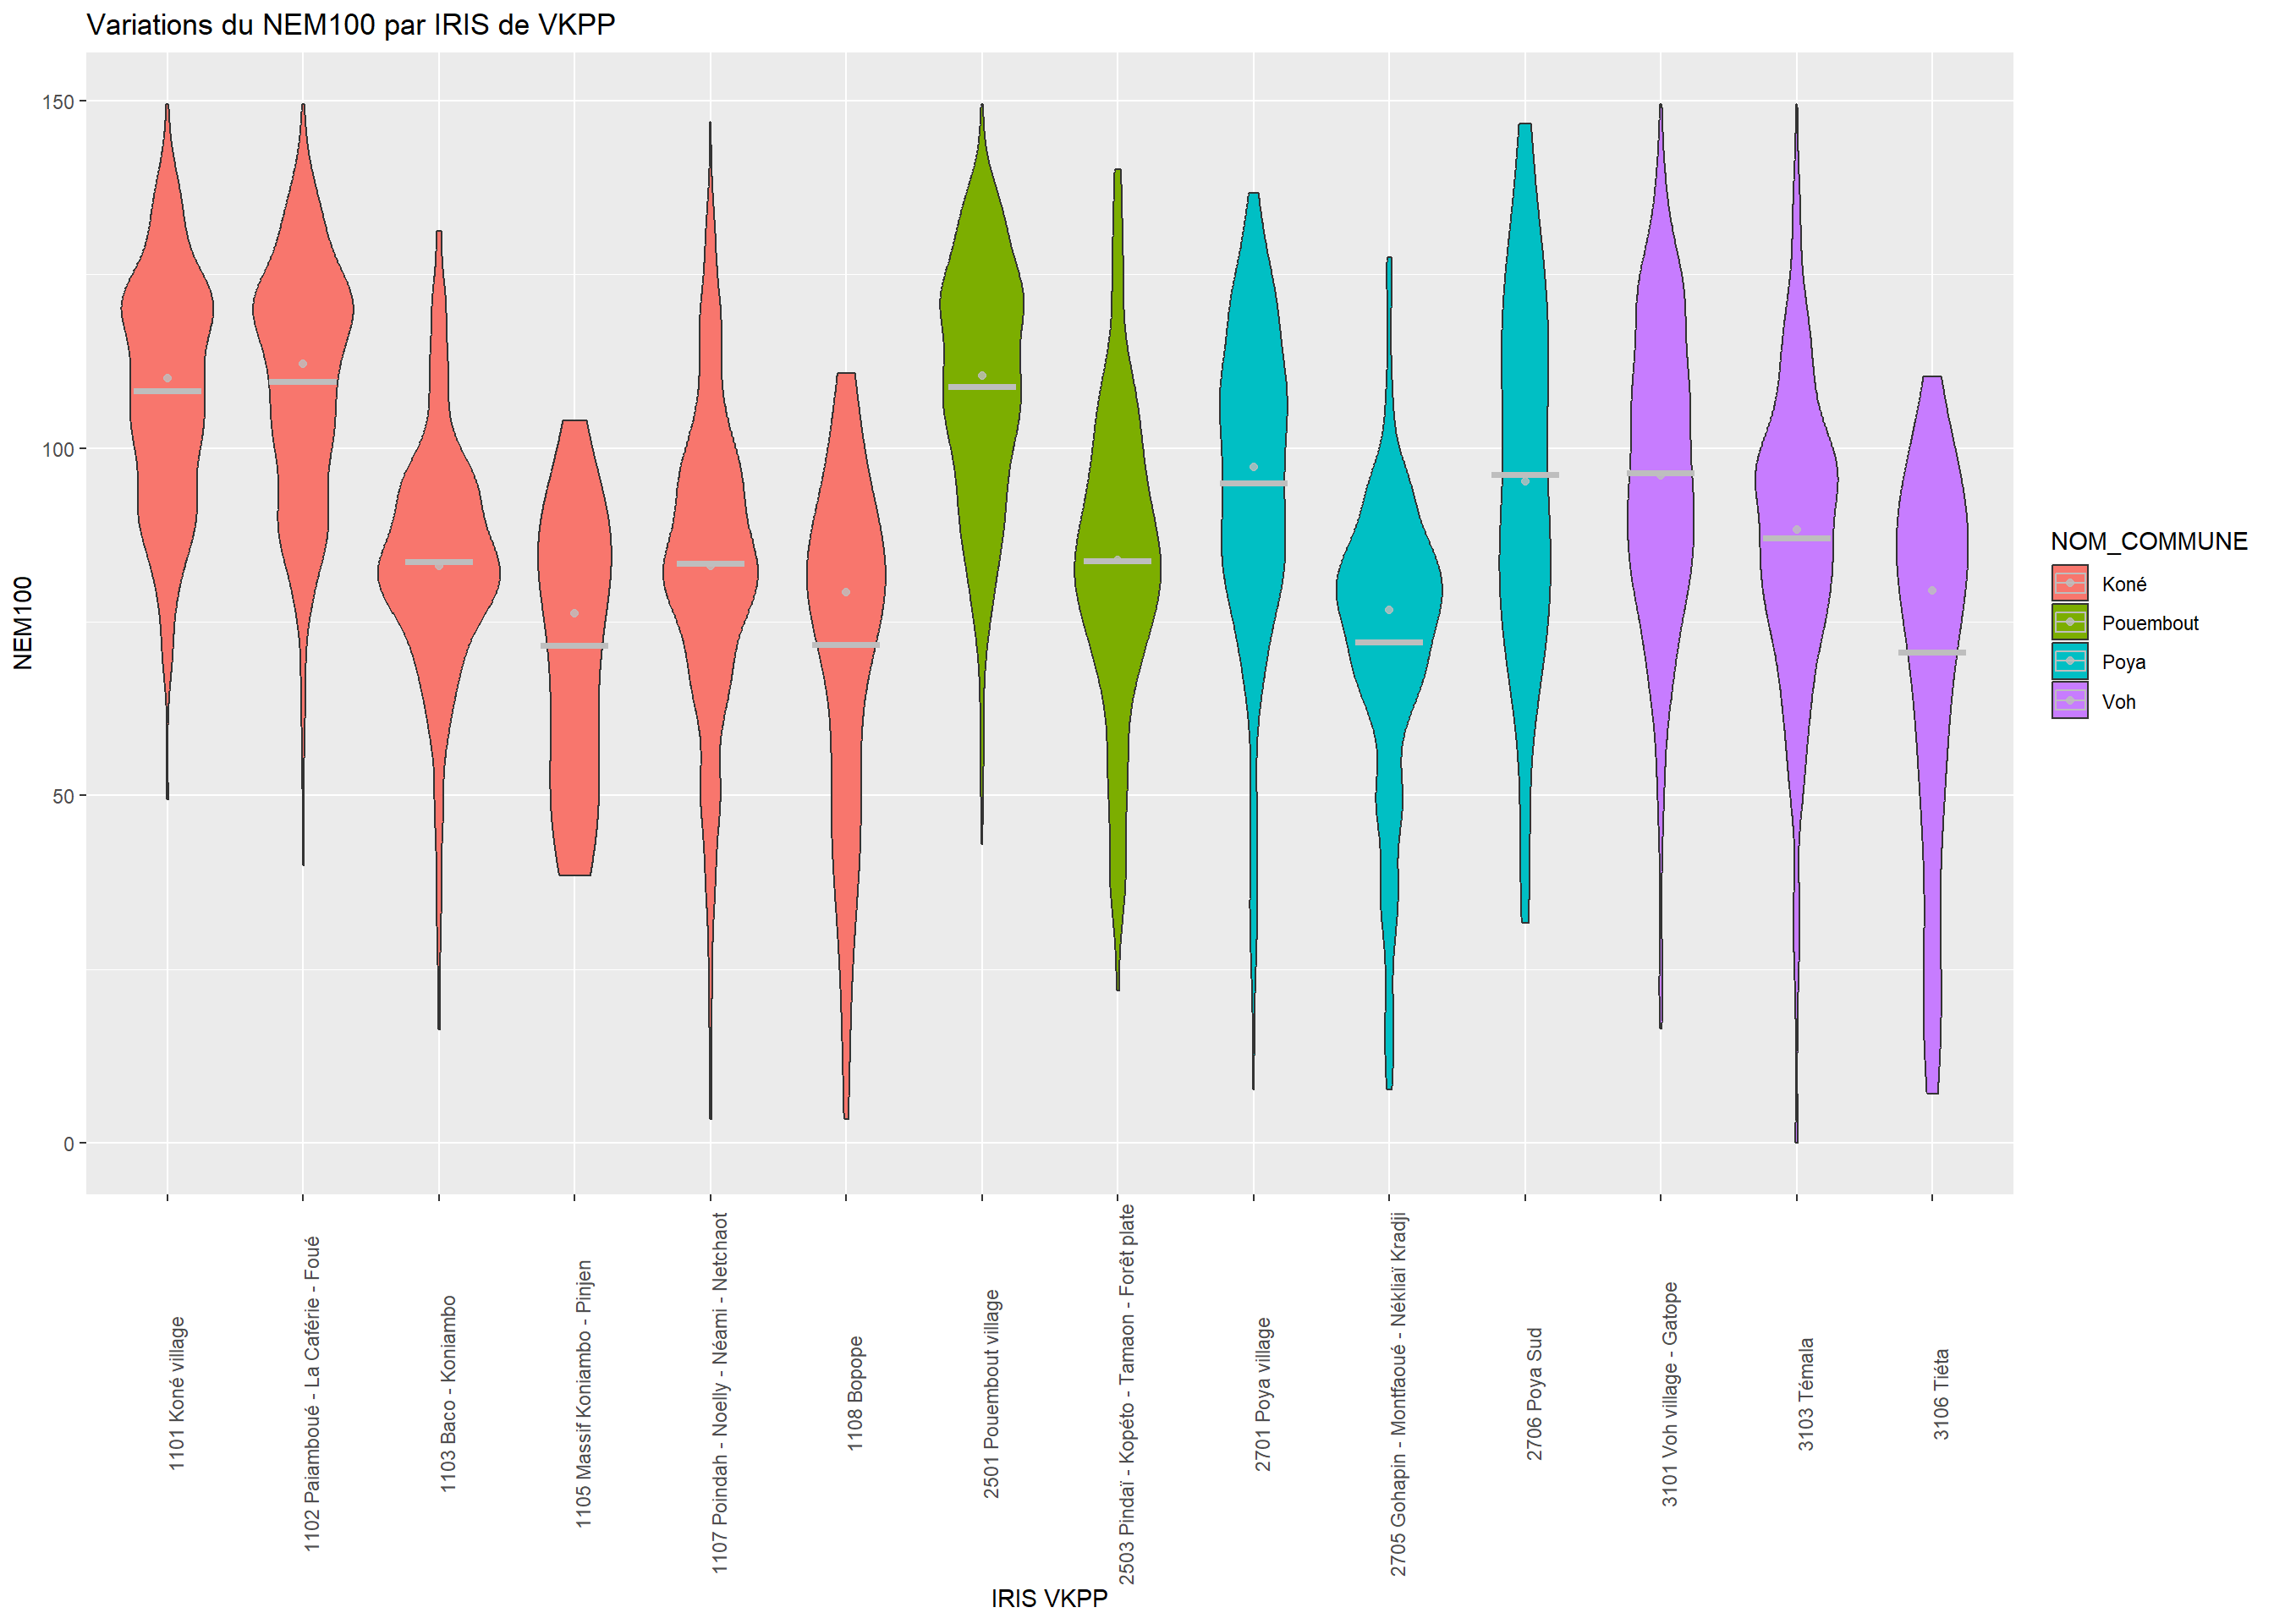 Variations du NEM100 par IRIS de VKPP
150
100
50
0
NEM100
1101 Koné village
1102 Paiamboué - La Caférie - Foué
1103 Baco - Koniambo
1105 Massif Koniambo - Pinjen
1107 Poindah - Noelly - Néami - Netchaot
1108 Bopope
2501 Pouembout village
2503 Pindaï - Kopéto - Tamaon - Forêt plate
2701 Poya village
2705 Gohapin - Montfaoué - Nékliaï Kradji
2706 Poya Sud
3101 Voh village - Gatope
3103 Témala
3106 Tiéta
IRIS VKPP
NOM_COMMUNE
Koné
Pouembout
Poya
Voh